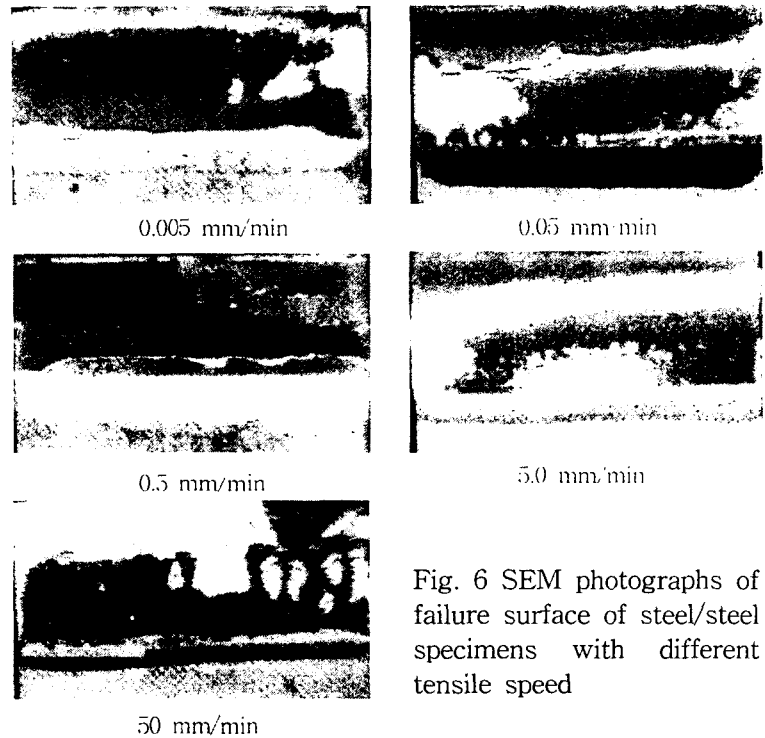 0.005 mm/min
0.05 mm·min
0.5 mm/min
5.0 mm/min
50 mm/min
Fig. 6 SEM photographs of
failure surface of steel/steel
specimens with different
tensile speed